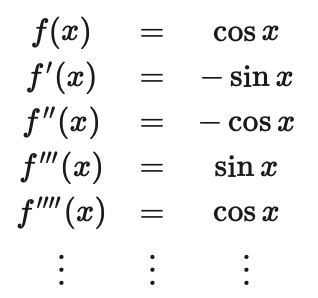 f(x) = cos x
f′(x) = − sin x
f″(x) = − cos x
f‴(x) = sin x
f⁗(x) = cos x
⋮ ⋮ ⋮